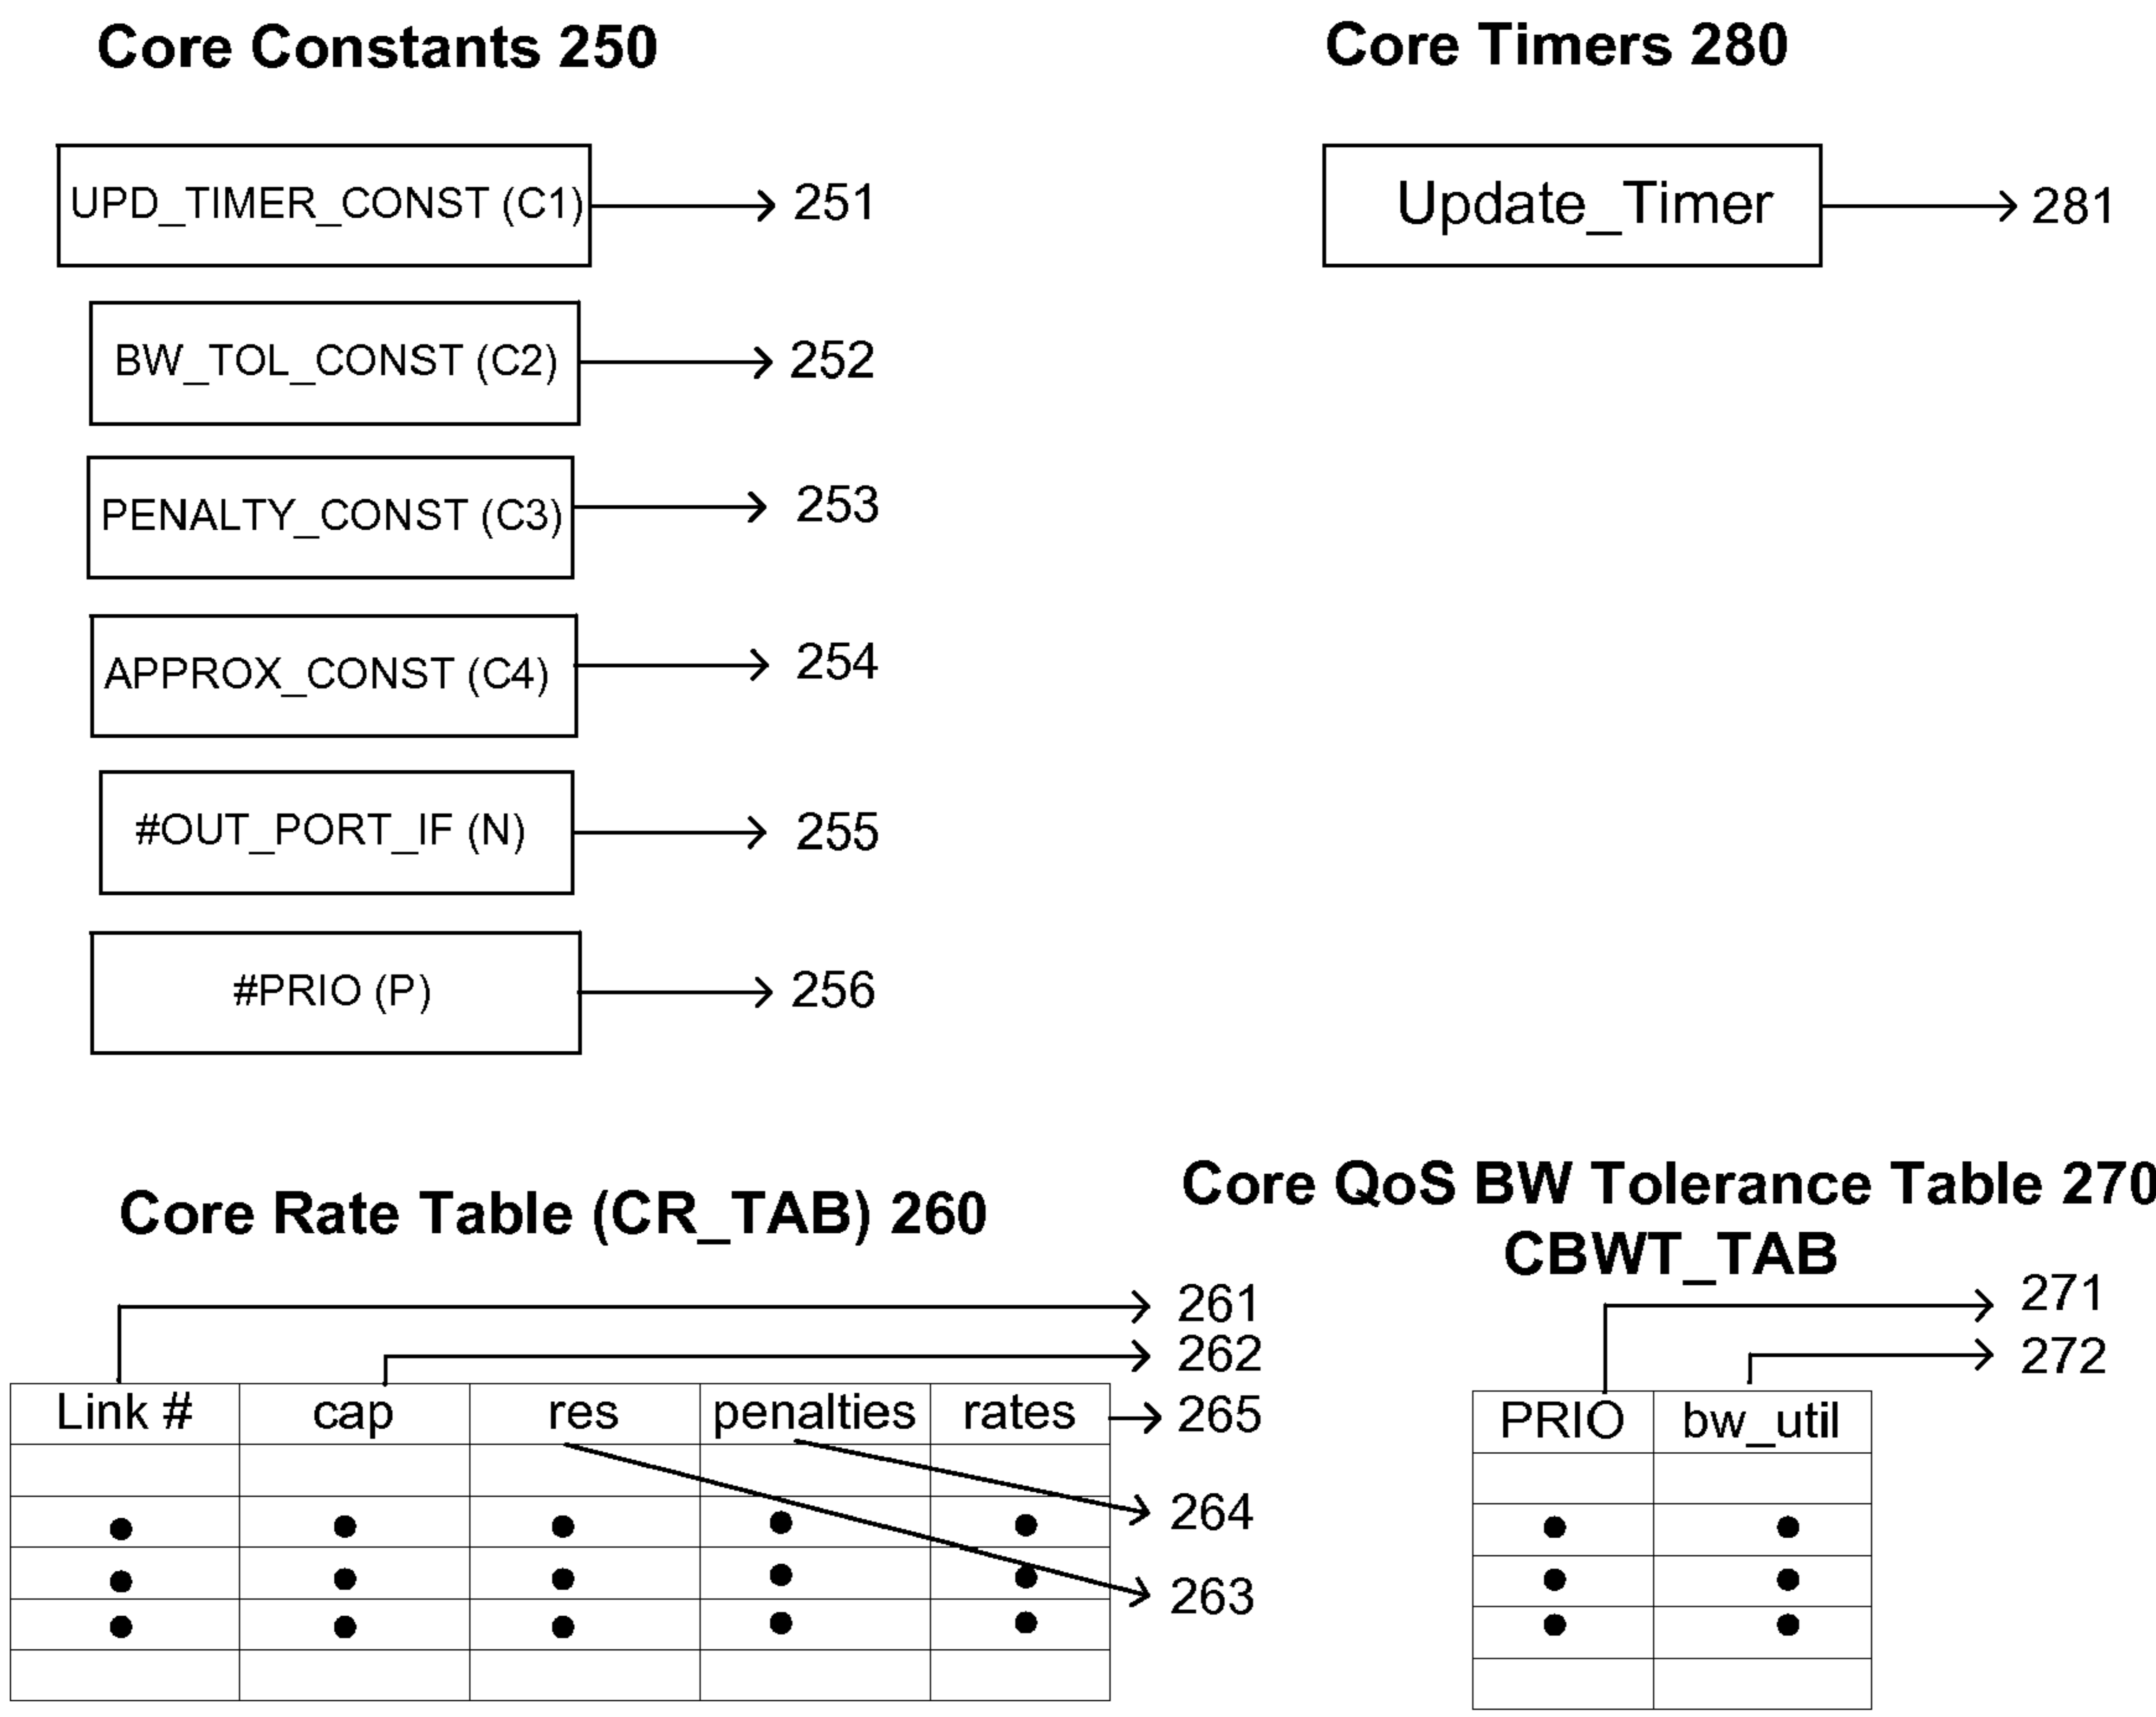 Core Constants 250
UPD_TIMER_CONST (C1) 251
BW_TOL_CONST (C2) 252
PENALTY_CONST (C3) 253
APPROX_CONST (C4) 254
#OUT_PORT_IF (N) 255
#PRIO (P) 256
Core Timers 280
Update_Timer 281
Core Rate Table (CR_TAB) 260
261
262
Link # cap res penalties rates 265
264
263
Core QoS BW Tolerance Table 270
CBWT_TAB
271
272
PRIO bw_util